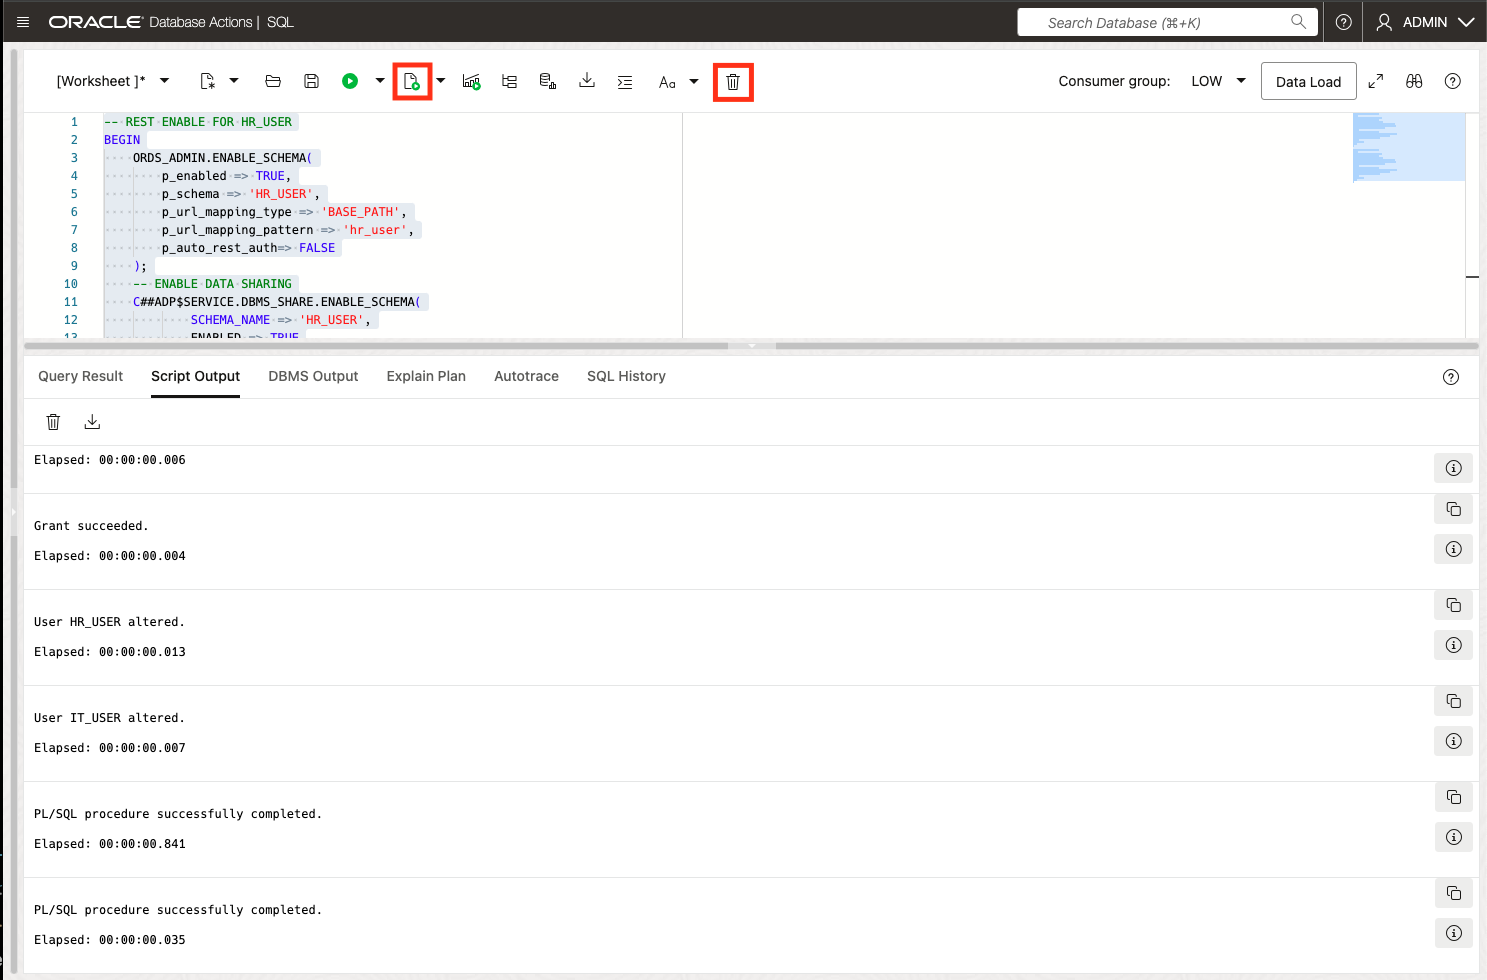 ORACLE Database Actions | SQL
Search Database (⌘+K)
ADMIN
[Worksheet ]*
Aa
Consumer group: LOW
Data Load
1 -- REST ENABLE FOR HR_USER
2 BEGIN
3 ORDS_ADMIN.ENABLE_SCHEMA(
4 p_enabled => TRUE,
5 p_schema => 'HR_USER',
6 p_url_mapping_type => 'BASE_PATH',
7 p_url_mapping_pattern => 'hr_user',
8 p_auto_rest_auth=> FALSE
9 );
10 -- ENABLE DATA SHARING
11 C##ADP$SERVICE.DBMS_SHARE.ENABLE_SCHEMA(
12 SCHEMA_NAME => 'HR_USER',
13 ENABLED => TRUE
Query Result
Script Output
DBMS Output
Explain Plan
Autotrace
SQL History
Elapsed: 00:00:00.006
Grant succeeded.
Elapsed: 00:00:00.004
User HR_USER altered.
Elapsed: 00:00:00.013
User IT_USER altered.
Elapsed: 00:00:00.007
PL/SQL procedure successfully completed.
Elapsed: 00:00:00.841
PL/SQL procedure successfully completed.
Elapsed: 00:00:00.035